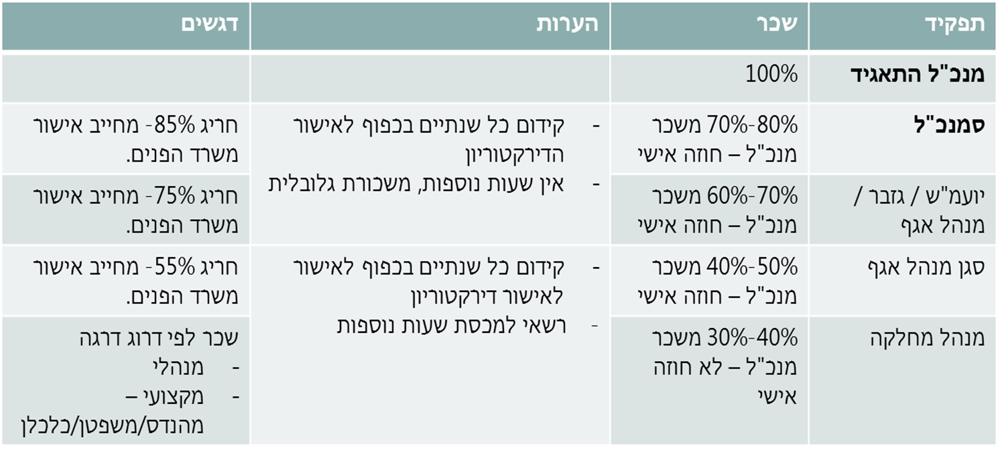 תפקיד
שכר
הערות
דגשים
מנכ"ל התאגיד
100%
סמנכ"ל
70%-80% משכר
מנכ"ל – חוזה אישי
- קידום כל שנתיים בכפוף לאישור
הדירקטוריון
- אין שעות נוספות, משכורת גלובלית
חריג 85%- מחייב אישור
משרד הפנים.
יועמ"ש / גזבר /
מנהל אגף
60%-70% משכר
מנכ"ל – חוזה אישי
חריג 75%- מחייב אישור
משרד הפנים.
סגן מנהל אגף
40%-50% משכר
מנכ"ל – חוזה אישי
- קידום כל שנתיים בכפוף לאישור
לאישור דירקטוריון
- רשאי למכסת שעות נוספות
חריג 55%- מחייב אישור
משרד הפנים.
מנהל מחלקה
30%-40% משכר
מנכ"ל – לא חוזה
אישי
שכר לפי דרוג דרגה
- מנהלי
- מקצועי –
מהנדס/משפטן/כלכלן